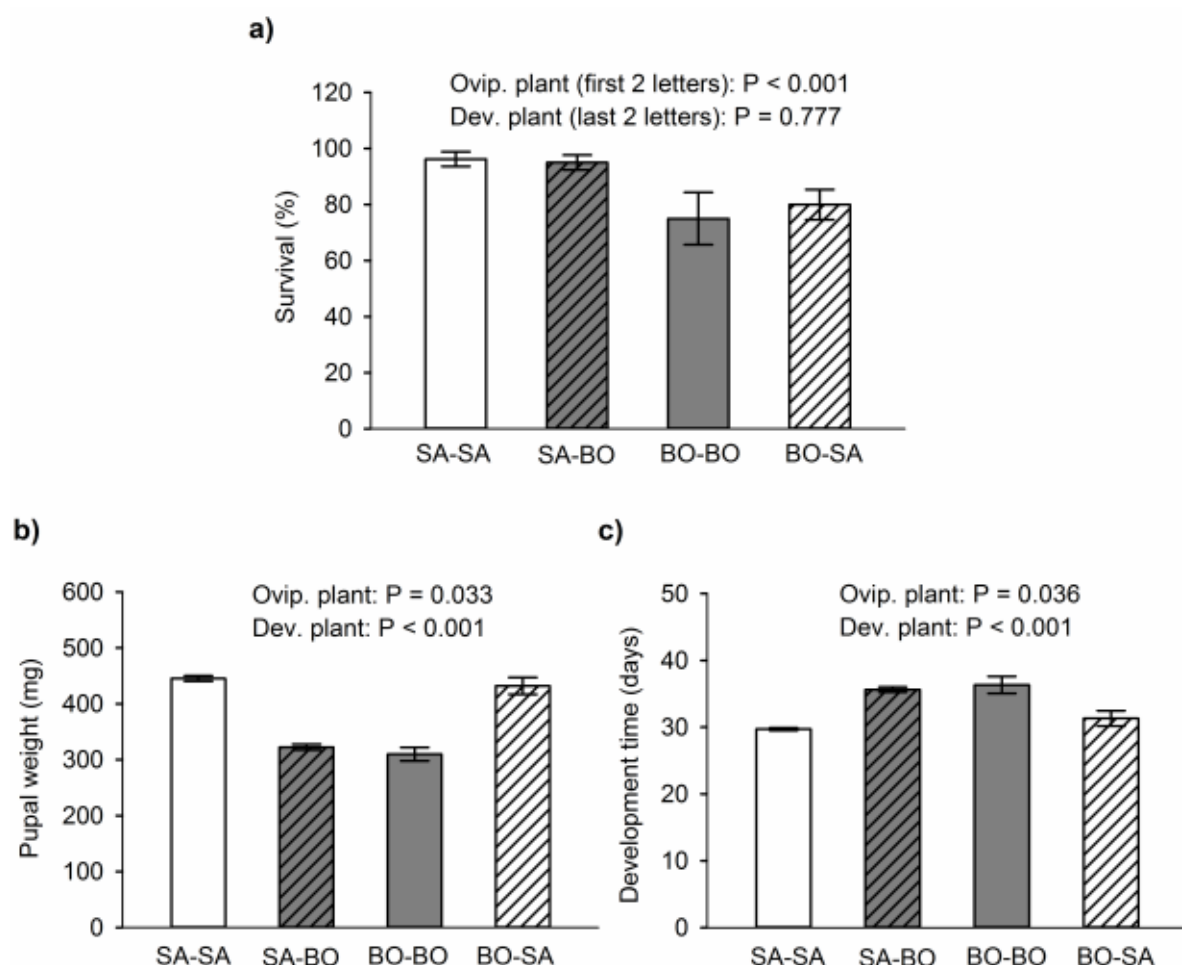 a)
Ovip. plant (first 2 letters): P < 0.001
Dev. plant (last 2 letters): P = 0.777
120
100
80
60
40
20
0
Survival (%)
SA-SA SA-BO BO-BO BO-SA
b)
Ovip. plant: P = 0.033
Dev. plant: P < 0.001
600
500
400
300
200
100
0
Pupal weight (mg)
SA-SA SA-BO BO-BO BO-SA
c)
Ovip. plant: P = 0.036
Dev. plant: P < 0.001
50
40
30
20
10
0
Development time (days)
SA-SA SA-BO BO-BO BO-SA